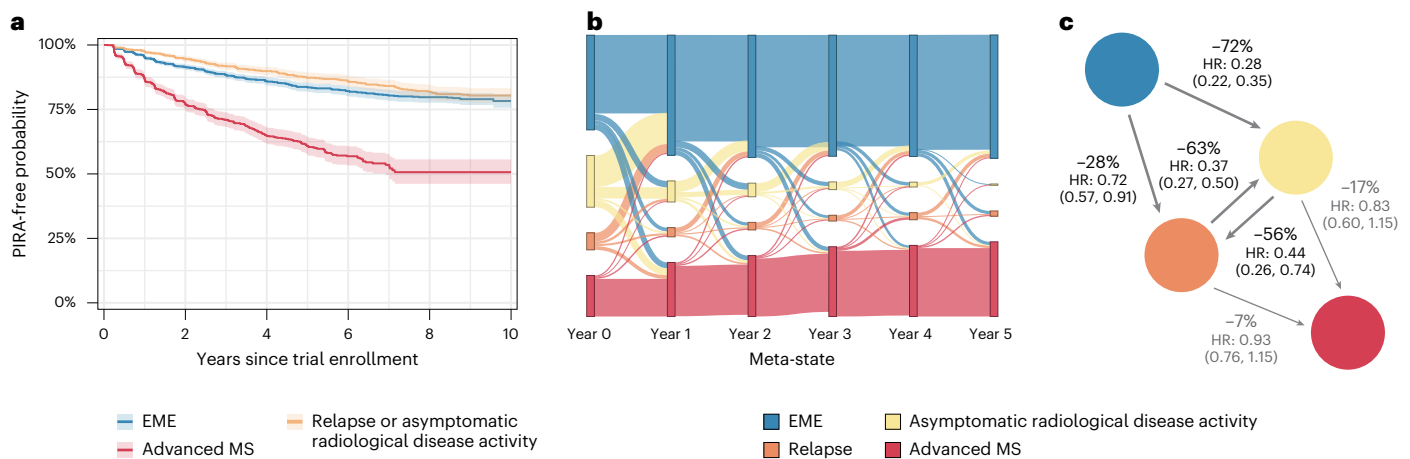 a
100%
75%
50%
25%
0%
PIRA-free probability
0 2 4 6 8 10
Years since trial enrollment
EME
Advanced MS
Relapse or asymptomatic
radiological disease activity
b
Year 0 Year 1 Year 2 Year 3 Year 4 Year 5
Meta-state
EME
Relapse
Asymptomatic radiological disease activity
Advanced MS
c
–72%
HR: 0.28
(0.22, 0.35)
–28%
HR: 0.72
(0.57, 0.91)
–63%
HR: 0.37
(0.27, 0.50)
–17%
HR: 0.83
(0.60, 1.15)
–56%
HR: 0.44
(0.26, 0.74)
–7%
HR: 0.93
(0.76, 1.15)